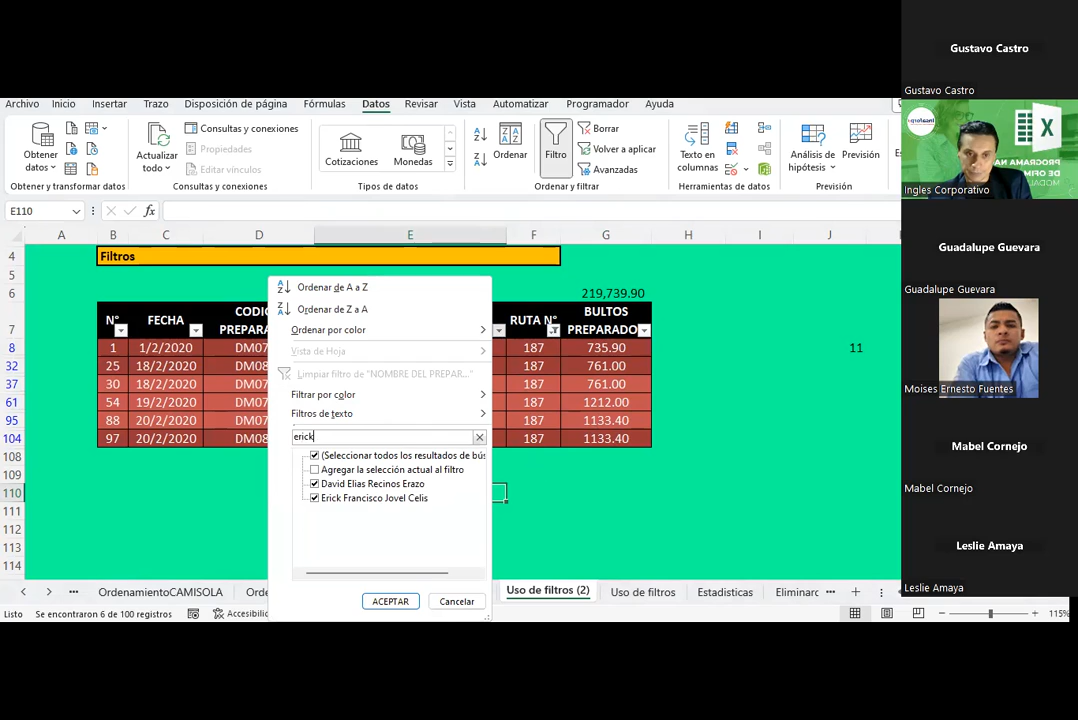 Archivo Inicio Insertar Trazo Disposición de página Fórmulas Datos Revisar Vista Automatizar Programador Ayuda
Obtener datos
Obtener y transformar datos
Actualizar todo
Consultas y conexiones
Propiedades
Editar vínculos
Consultas y conexiones
Cotizaciones
Monedas
Tipos de datos
Ordenar
Filtro
Borrar
Volver a aplicar
Avanzadas
Ordenar y filtrar
Texto en columnas
Herramientas de datos
Análisis de hipótesis
Previsión
Previsión
E110
fx
A B C D E F G H I J
4 Filtros
5
6 219,739.90
7 N° FECHA CODI PREPARA RUTA N° BULTOS PREPARADO
8 1 1/2/2020 DM07 187 735.90 11
32 25 18/2/2020 DM08 187 761.00
37 30 18/2/2020 DM07 187 761.00
61 54 19/2/2020 DM07 187 1212.00
95 88 20/2/2020 DM07 187 1133.40
104 97 20/2/2020 DM08 187 1133.40
108
109
110
111
112
113
114
Ordenar de A a Z
Ordenar de Z a A
Ordenar por color
Vista de Hoja
Limpiar filtro de "NOMBRE DEL PREPAR..."
Filtrar por color
Filtros de texto
erick
(Seleccionar todos los resultados de bús
Agregar la selección actual al filtro
David Elias Recinos Erazo
Erick Francisco Jovel Celis
ACEPTAR Cancelar
OrdenamientoCAMISOLA Orde Uso de filtros (2) Uso de filtros Estadisticas Eliminarc
Listo Se encontraron 6 de 100 registros Accesibilic 115%
Gustavo Castro
Gustavo Castro
Ingles Corporativo
Guadalupe Guevara
Guadalupe Guevara
Moises Ernesto Fuentes
Mabel Cornejo
Mabel Cornejo
Leslie Amaya
Leslie Amaya